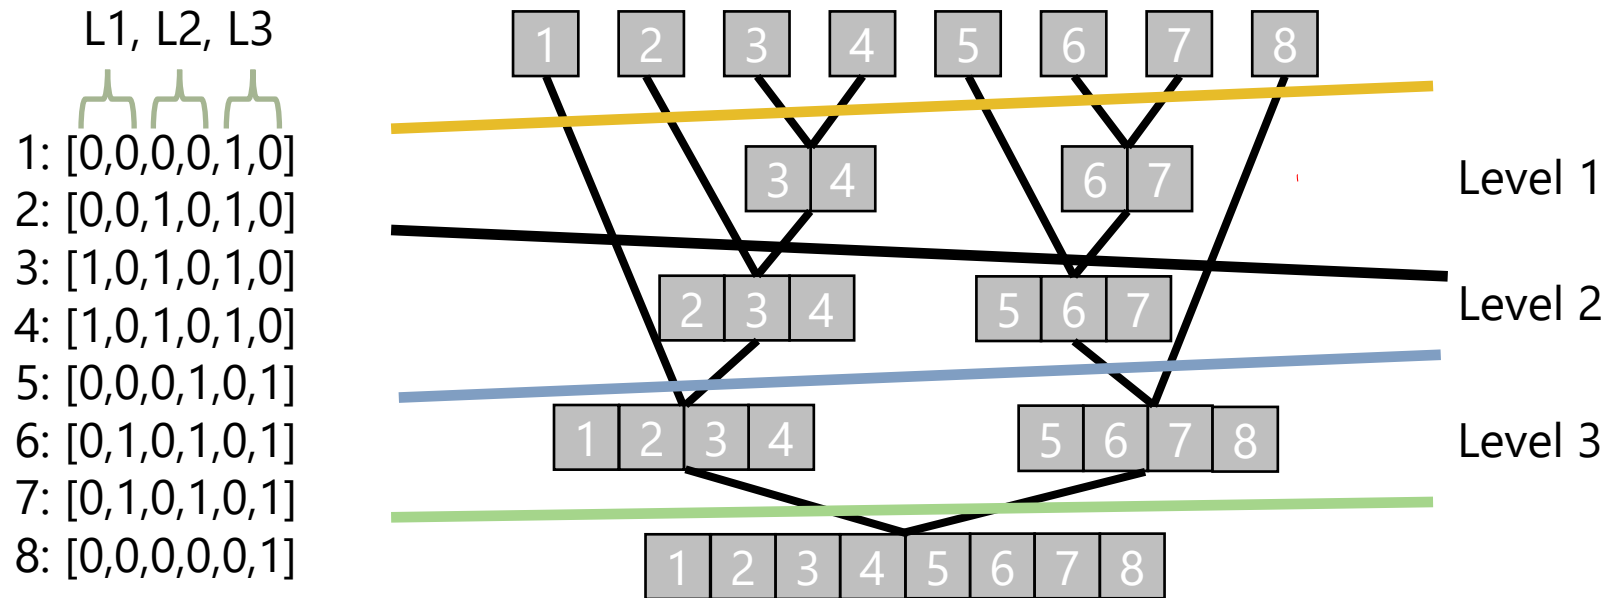 L1, L2, L3
1: [0,0,0,0,1,0]
2: [0,0,1,0,1,0]
3: [1,0,1,0,1,0]
4: [1,0,1,0,1,0]
5: [0,0,0,1,0,1]
6: [0,1,0,1,0,1]
7: [0,1,0,1,0,1]
8: [0,0,0,0,0,1]
1 2 3 4 5 6 7 8
3 4 6 7 Level 1
2 3 4 5 6 7 Level 2
1 2 3 4 5 6 7 8 Level 3
1 2 3 4 5 6 7 8